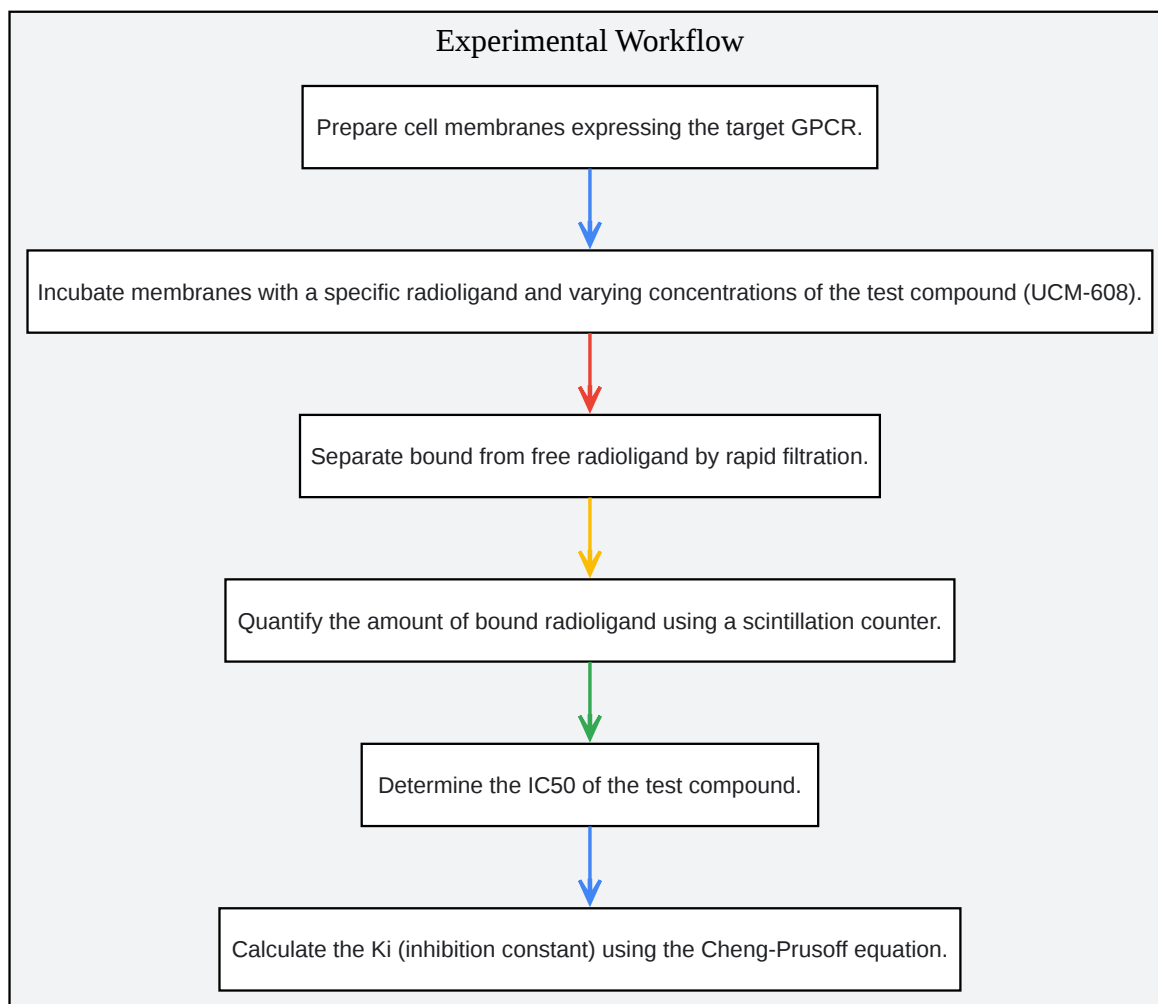 Experimental Workflow
Prepare cell membranes expressing the target GPCR.
Incubate membranes with a specific radioligand and varying concentrations of the test compound (UCM-608).
Separate bound from free radioligand by rapid filtration.
Quantify the amount of bound radioligand using a scintillation counter.
Determine the IC50 of the test compound.
Calculate the Ki (inhibition constant) using the Cheng-Prusoff equation.